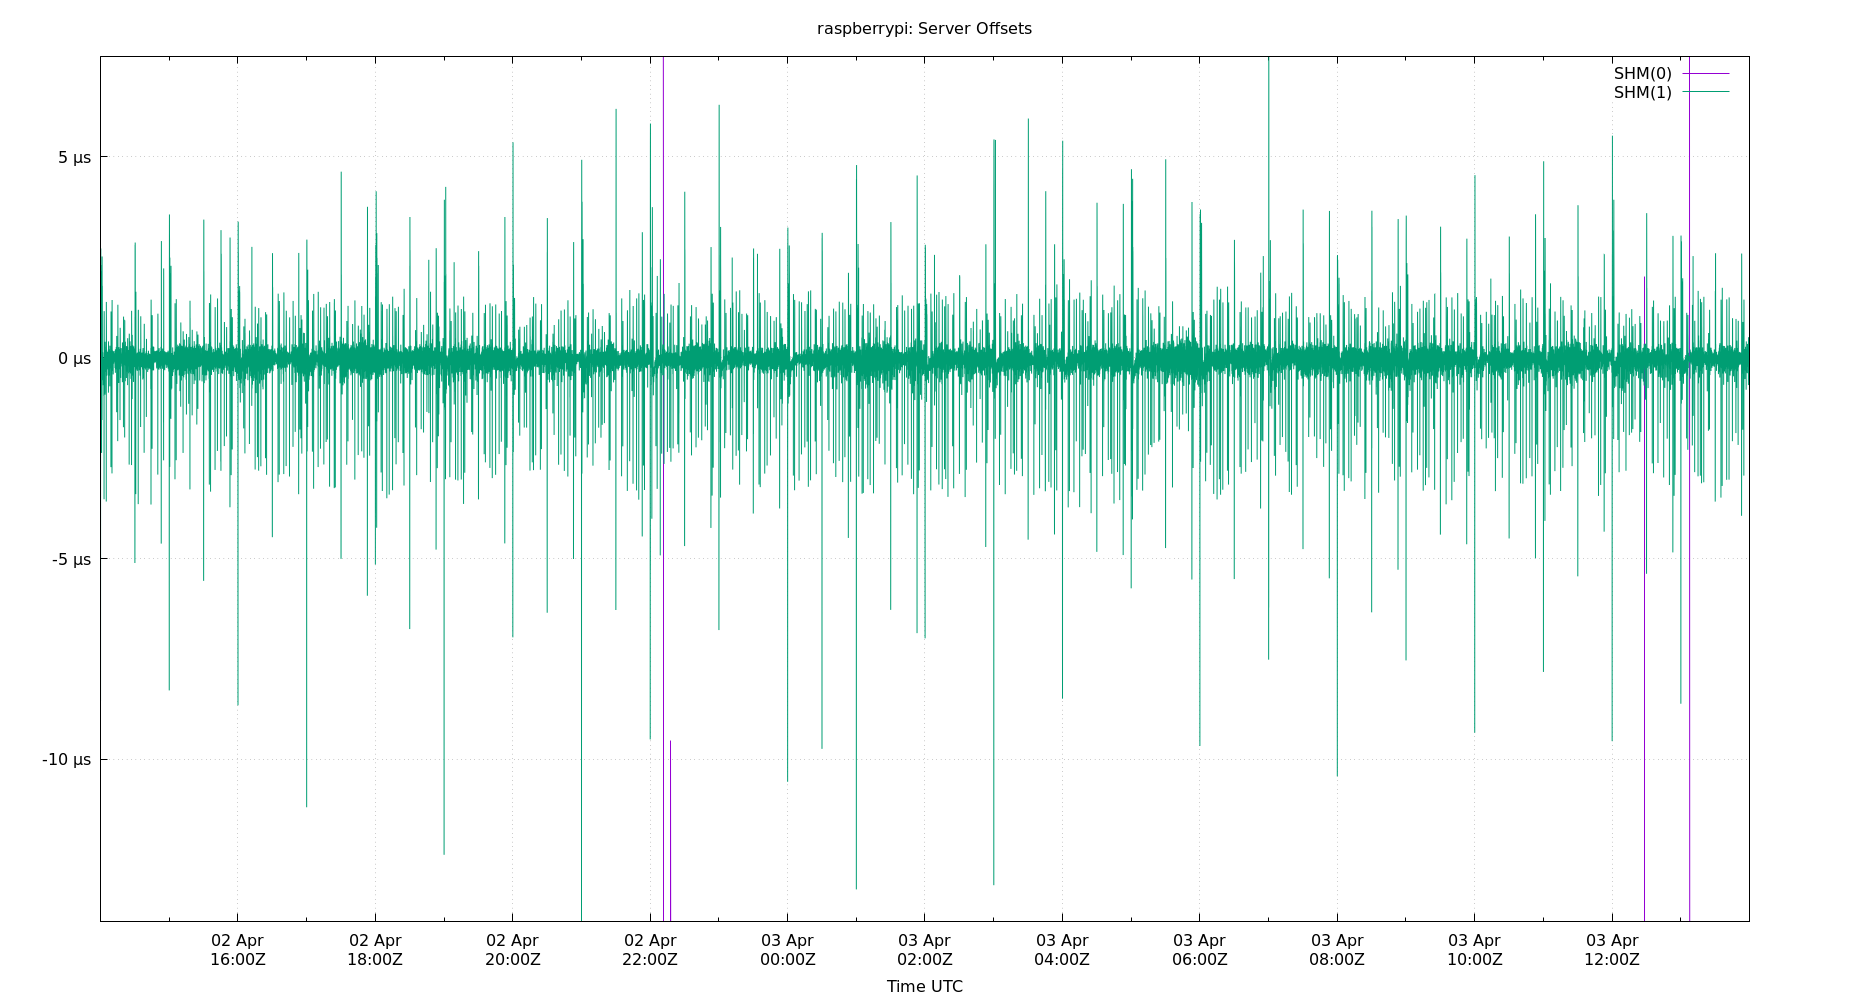 raspberrypi: Server Offsets
SHM(0)
SHM(1)
5 µs
0 µs
-5 µs
-10 µs
02 Apr 02 Apr 02 Apr 02 Apr 03 Apr 03 Apr 03 Apr 03 Apr 03 Apr 03 Apr 03 Apr
16:00Z 18:00Z 20:00Z 22:00Z 00:00Z 02:00Z 04:00Z 06:00Z 08:00Z 10:00Z 12:00Z
Time UTC